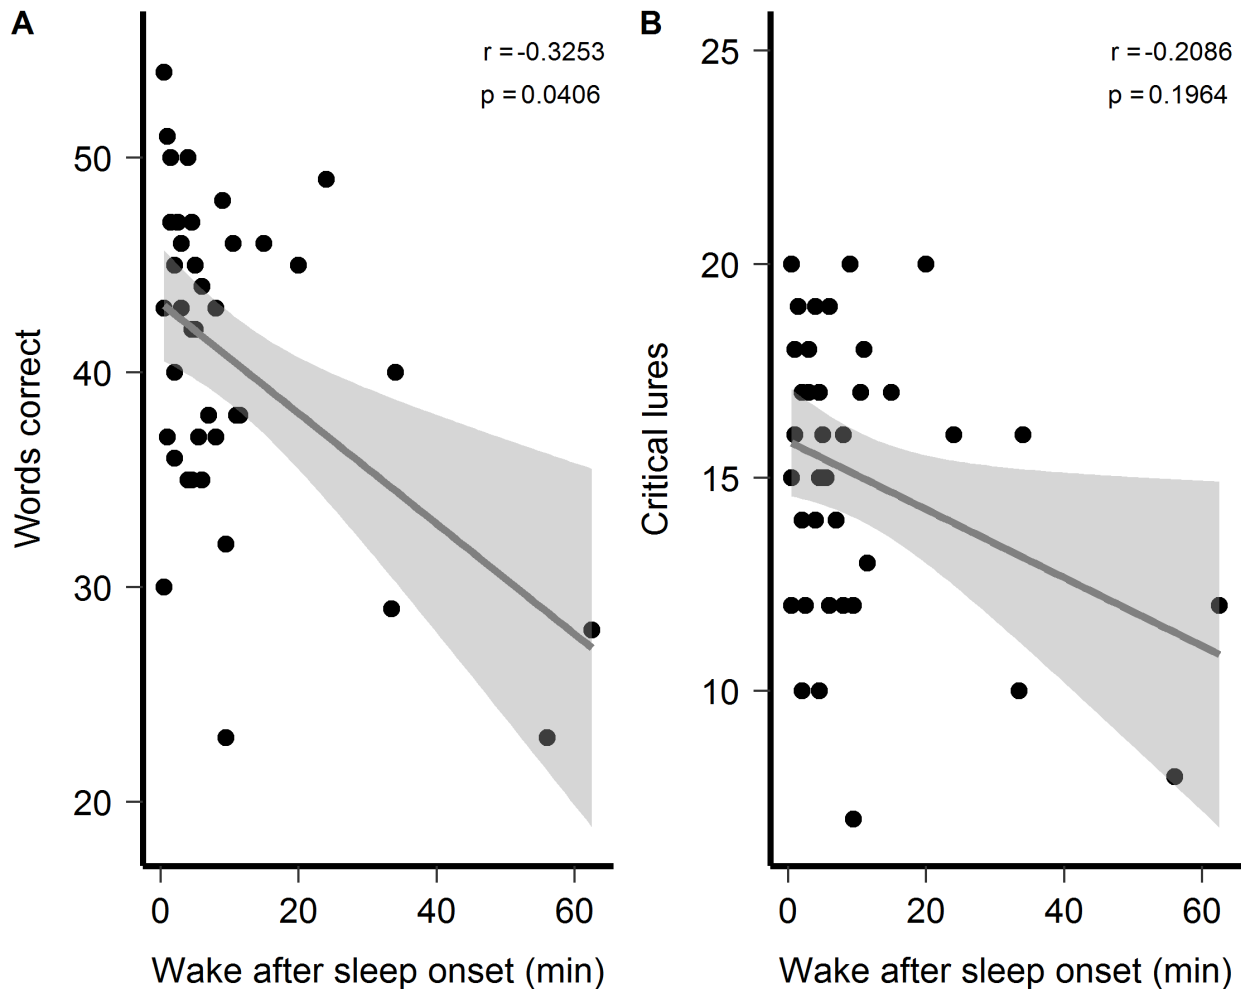 A
r = -0.3253
p = 0.0406
50
40
30
20
Words correct
0 20 40 60
Wake after sleep onset (min)
B
r = -0.2086
p = 0.1964
25
20
15
10
Critical lures
0 20 40 60
Wake after sleep onset (min)